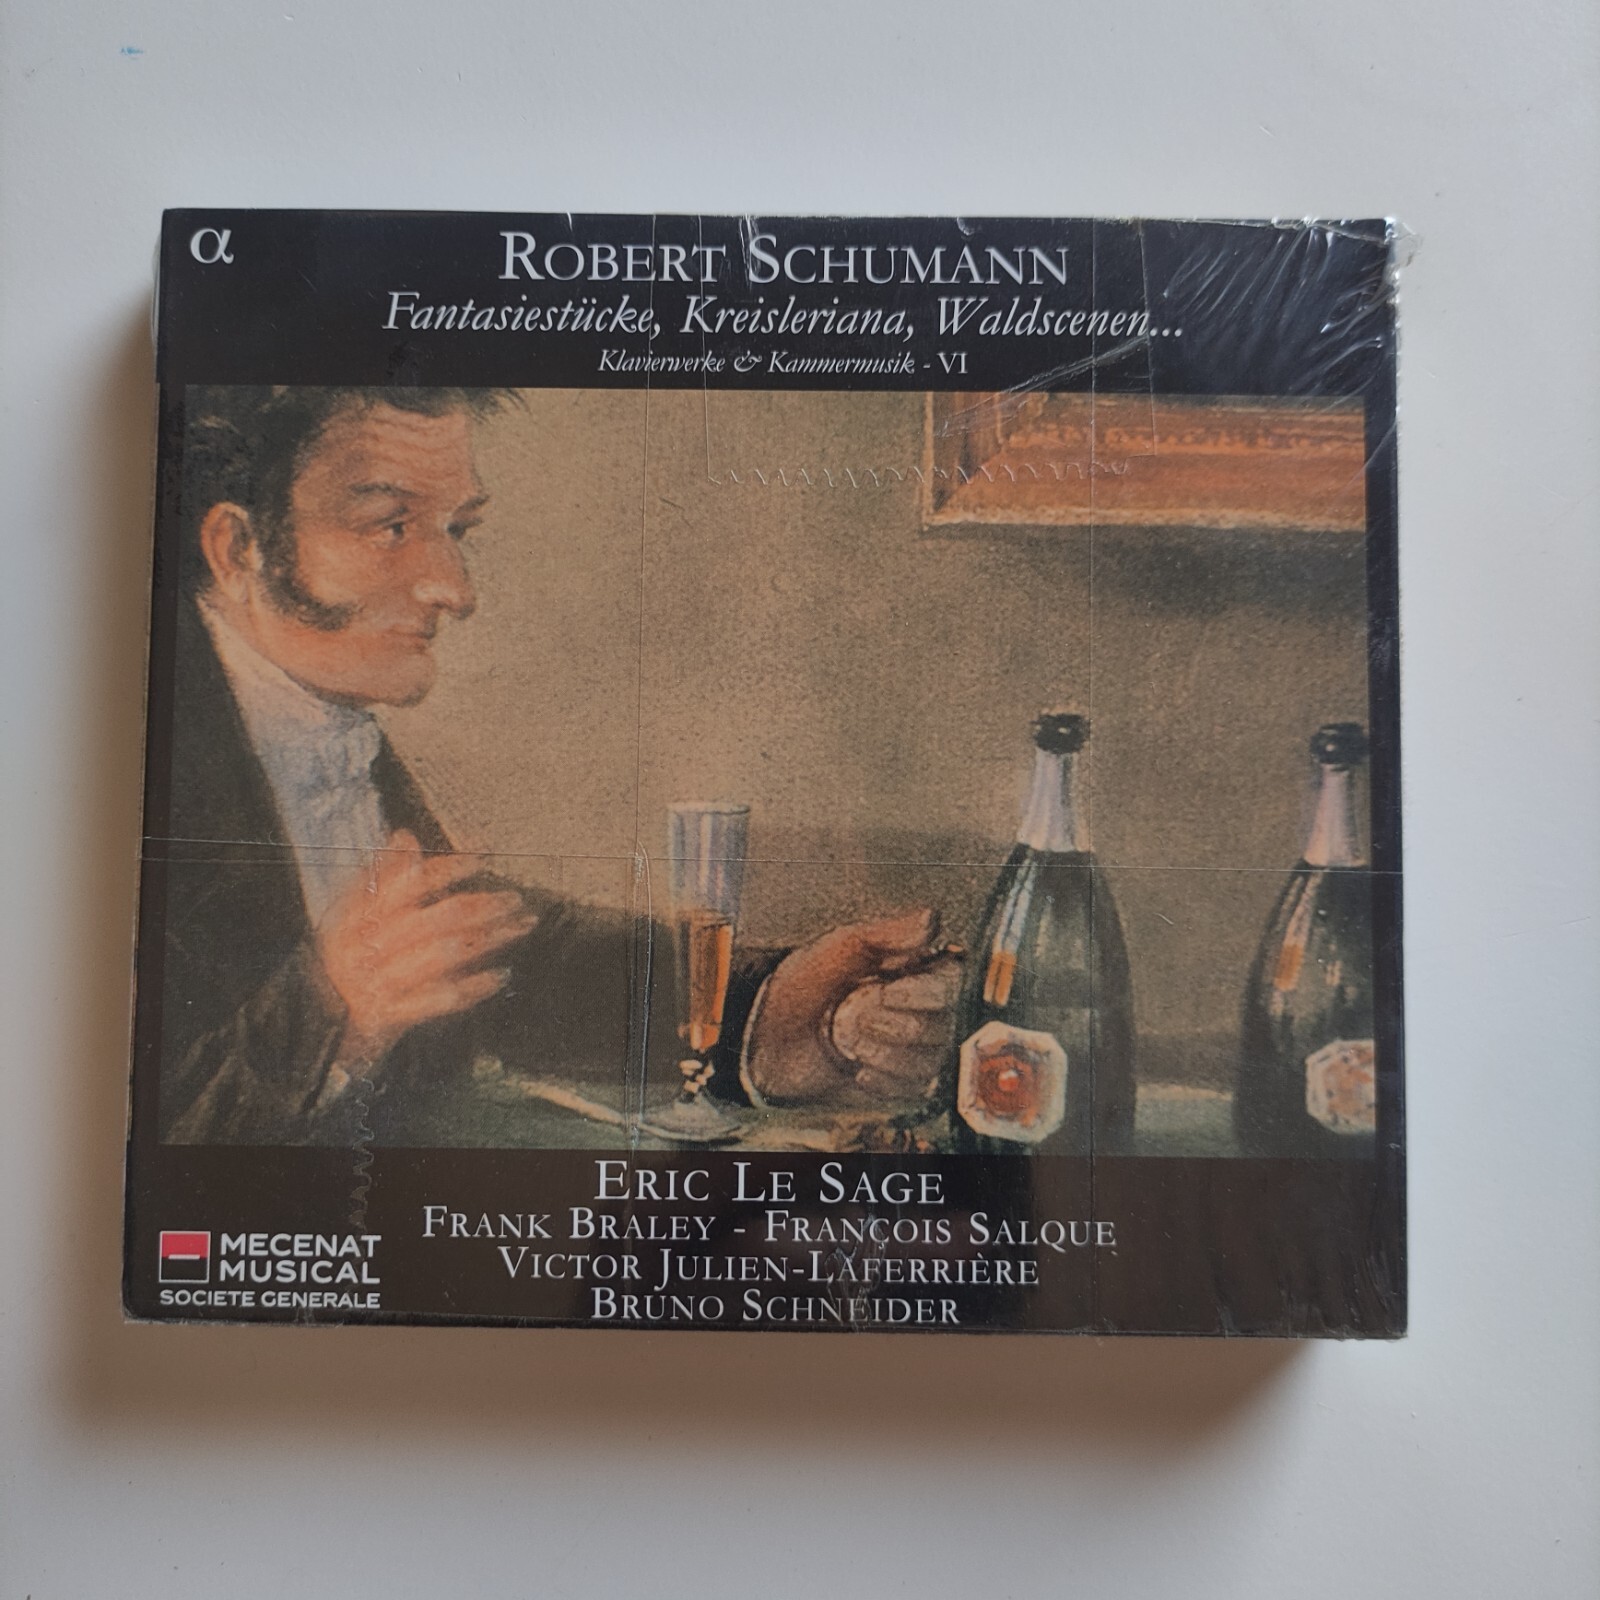 α
ROBERT SCHUMANN
Fantasiestücke, Kreisleriana, Waldscenen...
Klavierwerke & Kammermusik - VI
ERIC LE SAGE
FRANK BRALEY - FRANÇOIS SALQUE
VICTOR JULIEN-LAFERRIÈRE
BRUNO SCHNEIDER
MECENAT
MUSICAL
SOCIETE GENERALE